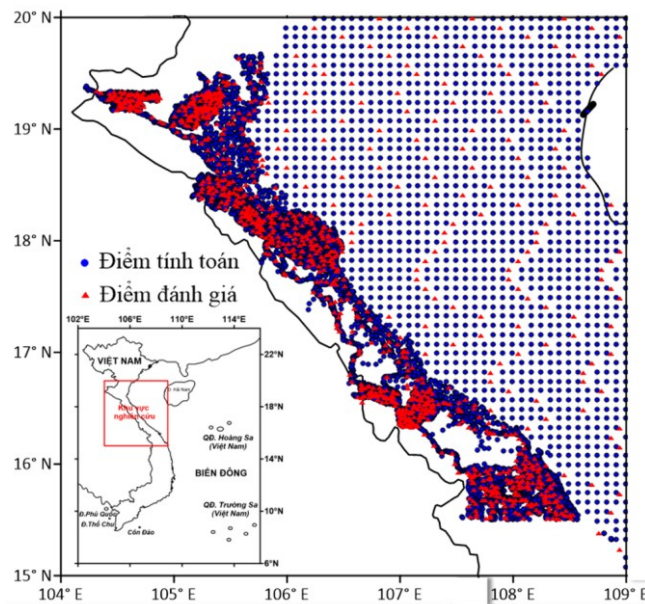 20° N
19° N
18° N
Điểm tính toán
Điểm đánh giá
102°E 106°E 110°E 114°E
VIỆT NAM
22°N
Đ. Hải Nam
Khu vực
nghiên cứu
18°N
QĐ. Hoàng Sa
(Việt Nam)
14°N
BIỂN ĐÔNG
QĐ. Trường Sa
(Việt Nam)
Đ.Phú Quốc
10°N
Đ.Thổ Chu
Côn Đảo
6°N
17° N
16° N
15° N
104° E 105° E 106° E 107° E 108° E 109° E